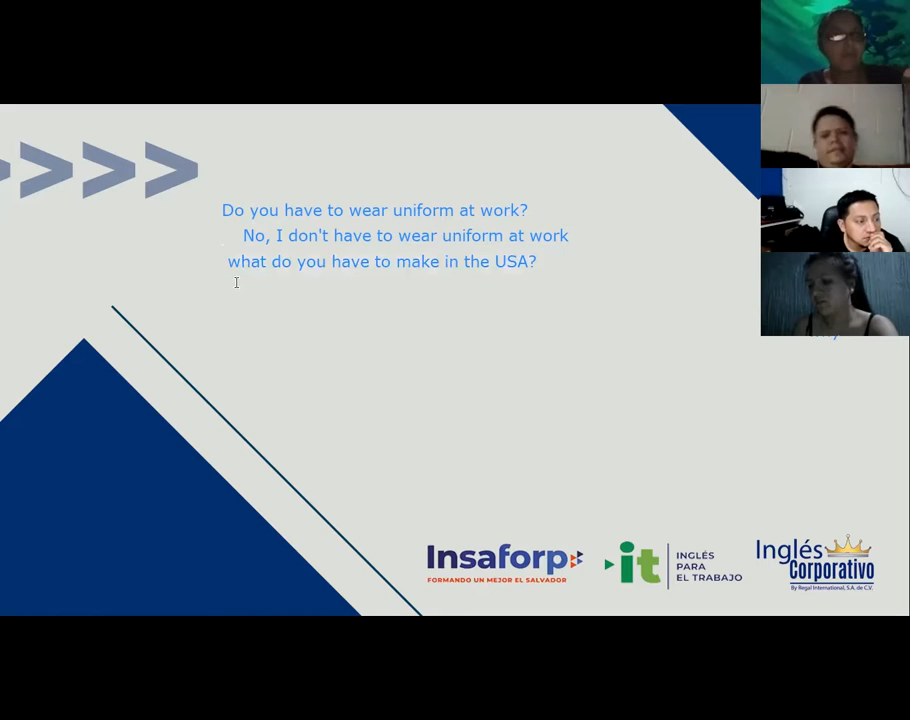 Do you have to wear uniform at work?
No, I don't have to wear uniform at work
what do you have to make in the USA?
Insaforp
FORMANDO UN MEJOR EL SALVADOR
it
INGLÉS
PARA
EL TRABAJO
Inglés
Corporativo
By Regal International, S.A. de C.V.